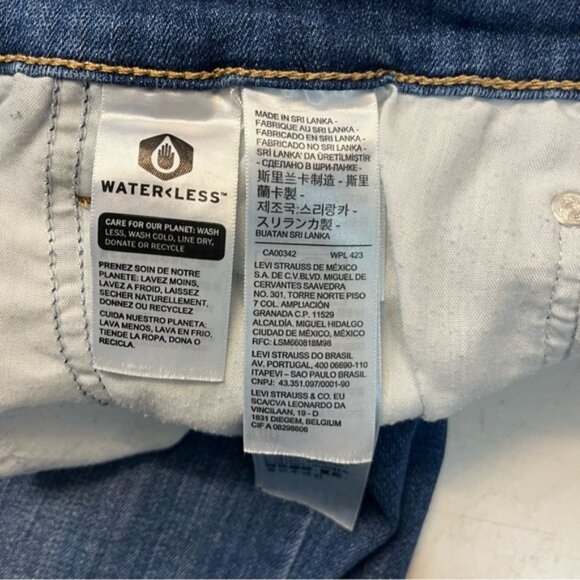 WATER<LESS™
CARE FOR OUR PLANET: WASH
LESS, WASH COLD, LINE DRY,
DONATE OR RECYCLE
PRENEZ SOIN DE NOTRE
PLANETE: LAVEZ MOINS,
LAVEZ A FROID, LAISSEZ
SECHER NATURELLEMENT,
DONNEZ OU RECYCLEZ
CUIDA NUESTRO PLANETA:
LAVA MENOS, LAVA EN FRIO,
TIENDE LA ROPA, DONA O
RECICLA.
MADE IN SRI LANKA -
FABRIQUE AU SRI LANKA -
FABRICADO EN SRI LANKA -
FABRICADO NO SRI LANKA -
SRI LANKA' DA ÜRETİLMİŞTİR
- СДЕЛАНО В ШРИ-ЛАНКЕ -
斯里兰卡制造 - 斯里
蘭卡製 -
제조국:스리랑카 -
スリランカ製 -
BUATAN SRI LANKA
CA00342 WPL 423
LEVI STRAUSS DE MÉXICO
S.A. DE C.V.BLVD. MIGUEL DE
CERVANTES SAAVEDRA
NO. 301, TORRE NORTE PISO
7 COL. AMPLIACIÓN
GRANADA C.P. 11529
ALCALDÍA. MIGUEL HIDALGO
CIUDAD DE MÉXICO, MÉXICO
RFC: LSM660818M98
LEVI STRAUSS DO BRASIL
AV. PORTUGAL, 400 06690-110
ITAPEVI – SAO PAULO BRASIL
CNPJ: 43.351.097/0001-90
LEVI STRAUSS & CO. EU
SCA/CVA LEONARDO DA
VINCILAAN, 19 - D
1831 DIEGEM, BELGIUM
CIF A 08298606